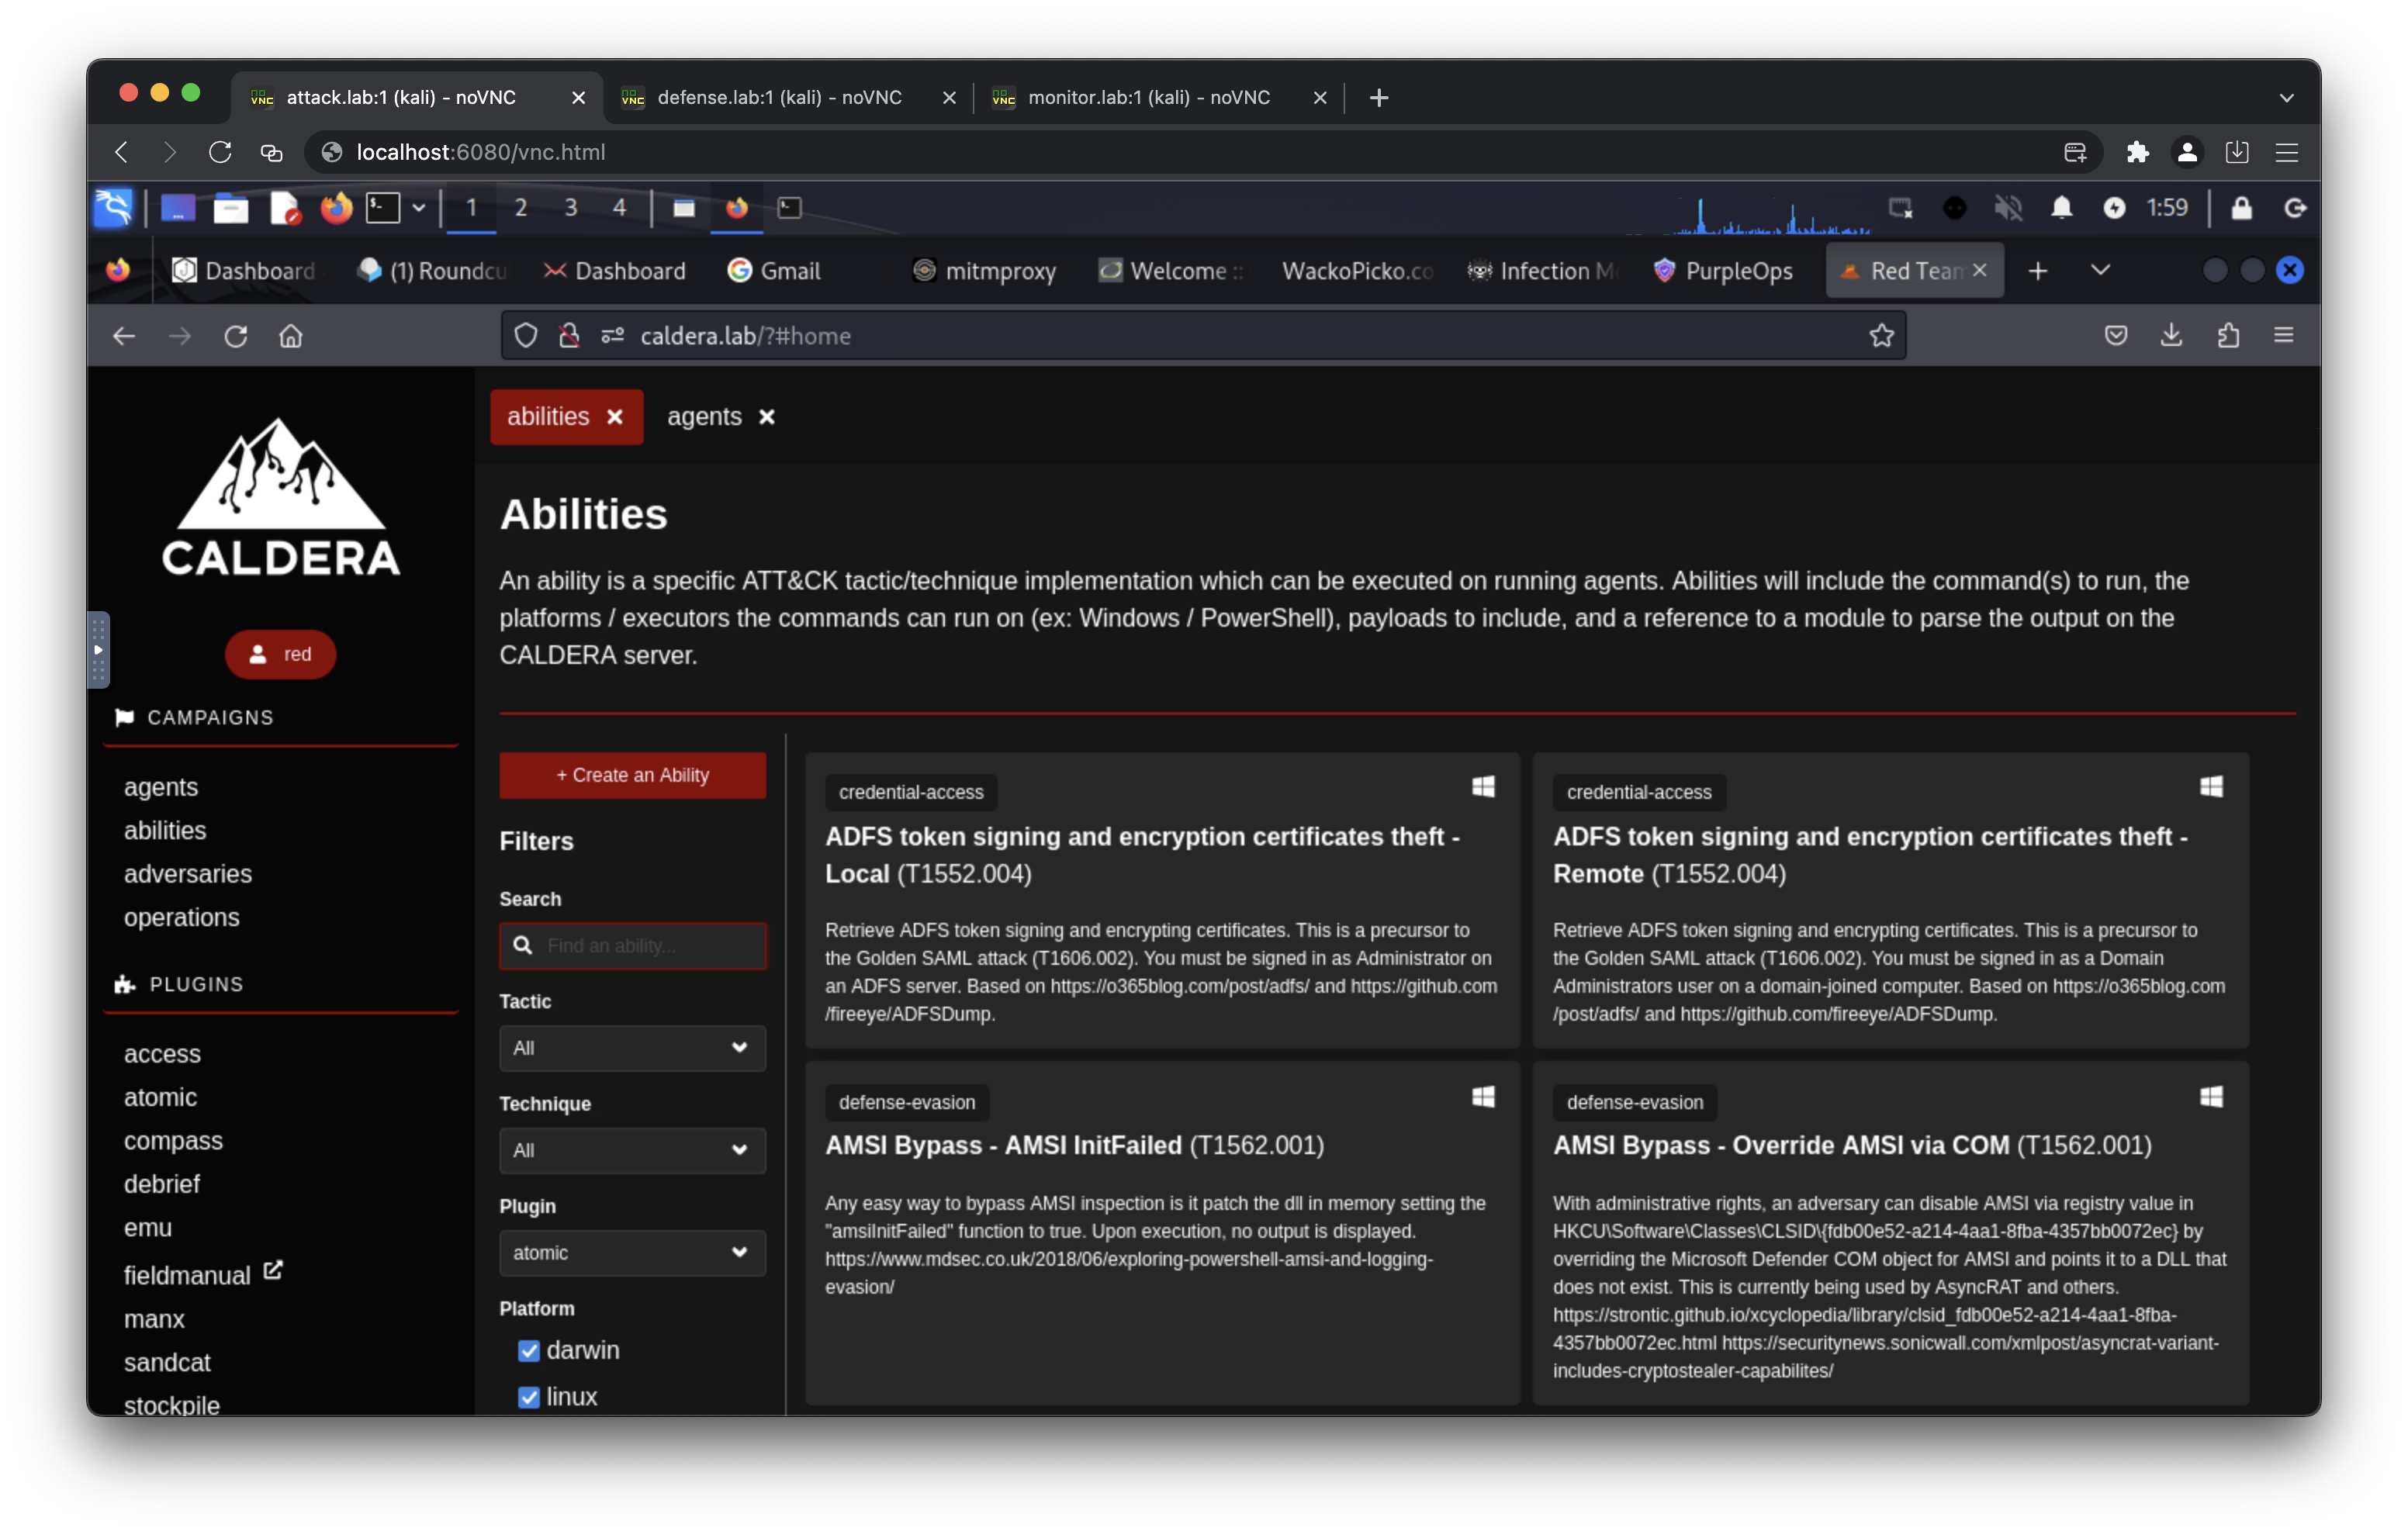 attack.lab:1 (kali) - noVNC
defense.lab:1 (kali) - noVNC
monitor.lab:1 (kali) - noVNC
localhost:6080/vnc.html
1 2 3 4
1:59
Dashboard
(1) Roundcu
Dashboard
Gmail
mitmproxy
Welcome ::
WackoPicko.co
Infection Mo
PurpleOps
Red Team
caldera.lab/?#home
CALDERA
red
CAMPAIGNS
agents
abilities
adversaries
operations
PLUGINS
access
atomic
compass
debrief
emu
fieldmanual
manx
sandcat
stockpile
abilities
agents
Abilities
An ability is a specific ATT&CK tactic/technique implementation which can be executed on running agents. Abilities will include the command(s) to run, the
platforms / executors the commands can run on (ex: Windows / PowerShell), payloads to include, and a reference to a module to parse the output on the
CALDERA server.
+ Create an Ability
Filters
Search
Find an ability...
Tactic
All
Technique
All
Plugin
atomic
Platform
darwin
linux
credential-access
ADFS token signing and encryption certificates theft -
Local (T1552.004)
Retrieve ADFS token signing and encrypting certificates. This is a precursor to
the Golden SAML attack (T1606.002). You must be signed in as Administrator on
an ADFS server. Based on https://o365blog.com/post/adfs/ and https://github.com
/fireeye/ADFSDump.
credential-access
ADFS token signing and encryption certificates theft -
Remote (T1552.004)
Retrieve ADFS token signing and encrypting certificates. This is a precursor to
the Golden SAML attack (T1606.002). You must be signed in as a Domain
Administrators user on a domain-joined computer. Based on https://o365blog.com
/post/adfs/ and https://github.com/fireeye/ADFSDump.
defense-evasion
AMSI Bypass - AMSI InitFailed (T1562.001)
Any easy way to bypass AMSI inspection is it patch the dll in memory setting the
"amsiInitFailed" function to true. Upon execution, no output is displayed.
https://www.mdsec.co.uk/2018/06/exploring-powershell-amsi-and-logging-
evasion/
defense-evasion
AMSI Bypass - Override AMSI via COM (T1562.001)
With administrative rights, an adversary can disable AMSI via registry value in
HKCU\Software\Classes\CLSID\{fdb00e52-a214-4aa1-8fba-4357bb0072ec} by
overriding the Microsoft Defender COM object for AMSI and points it to a DLL that
does not exist. This is currently being used by AsyncRAT and others.
https://strontic.github.io/xcyclopedia/library/clsid_fdb00e52-a214-4aa1-8fba-
4357bb0072ec.html https://securitynews.sonicwall.com/xmlpost/asyncrat-variant-
includes-cryptostealer-capabilites/